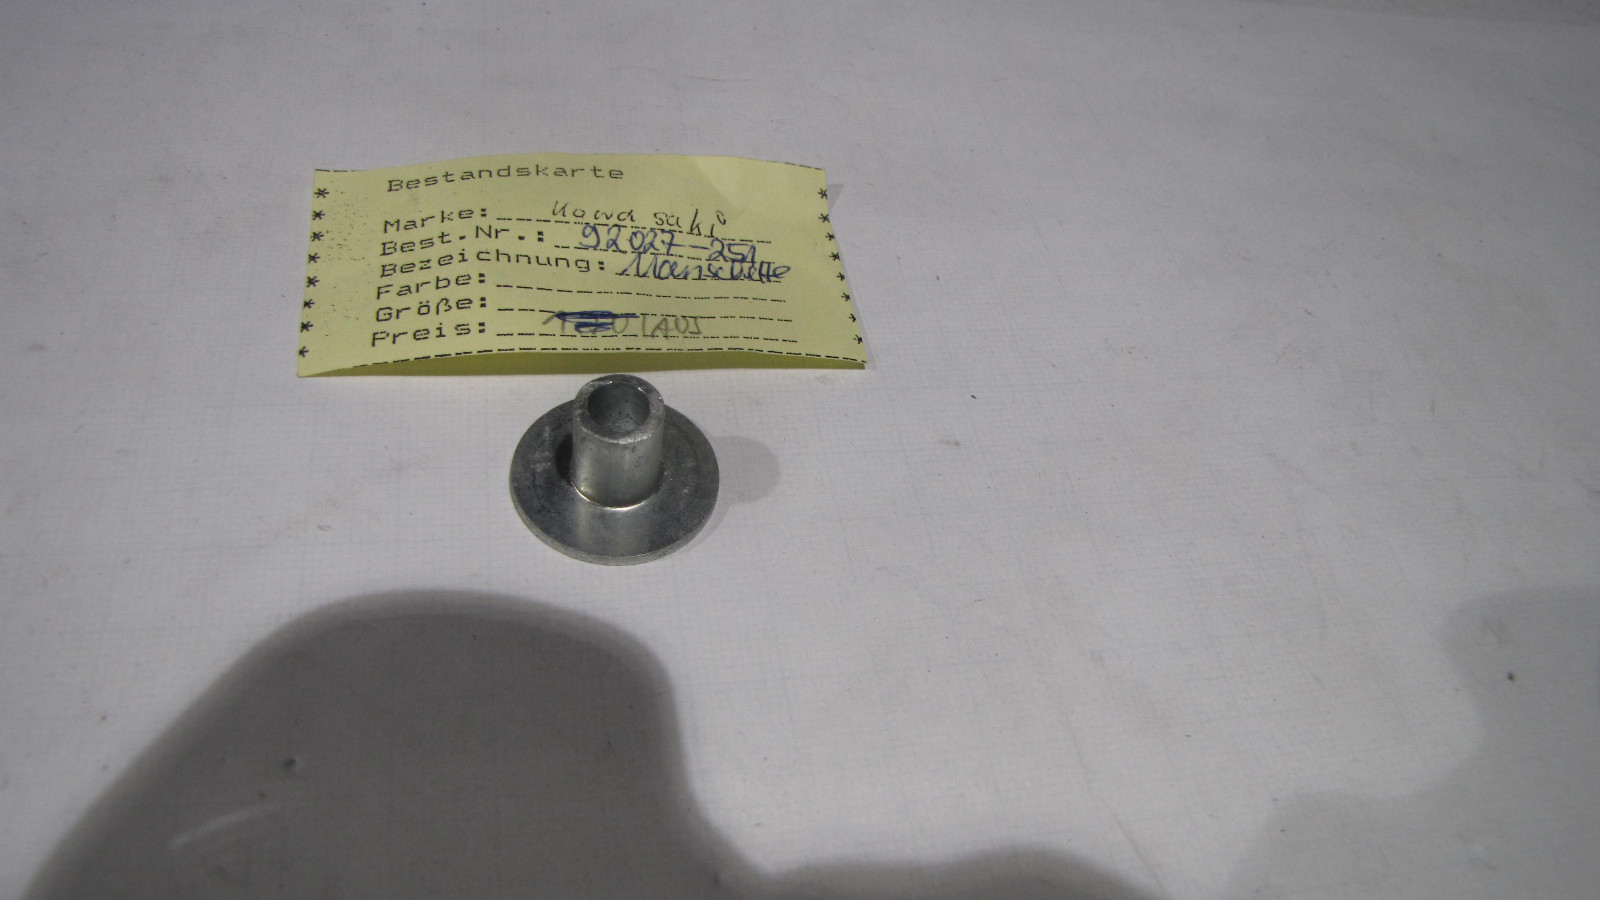 Bestandskarte
Marke: Kawasaki
Best.Nr.: 92027-251
Bezeichnung: Manschette
Farbe:
Größe:
Preis: